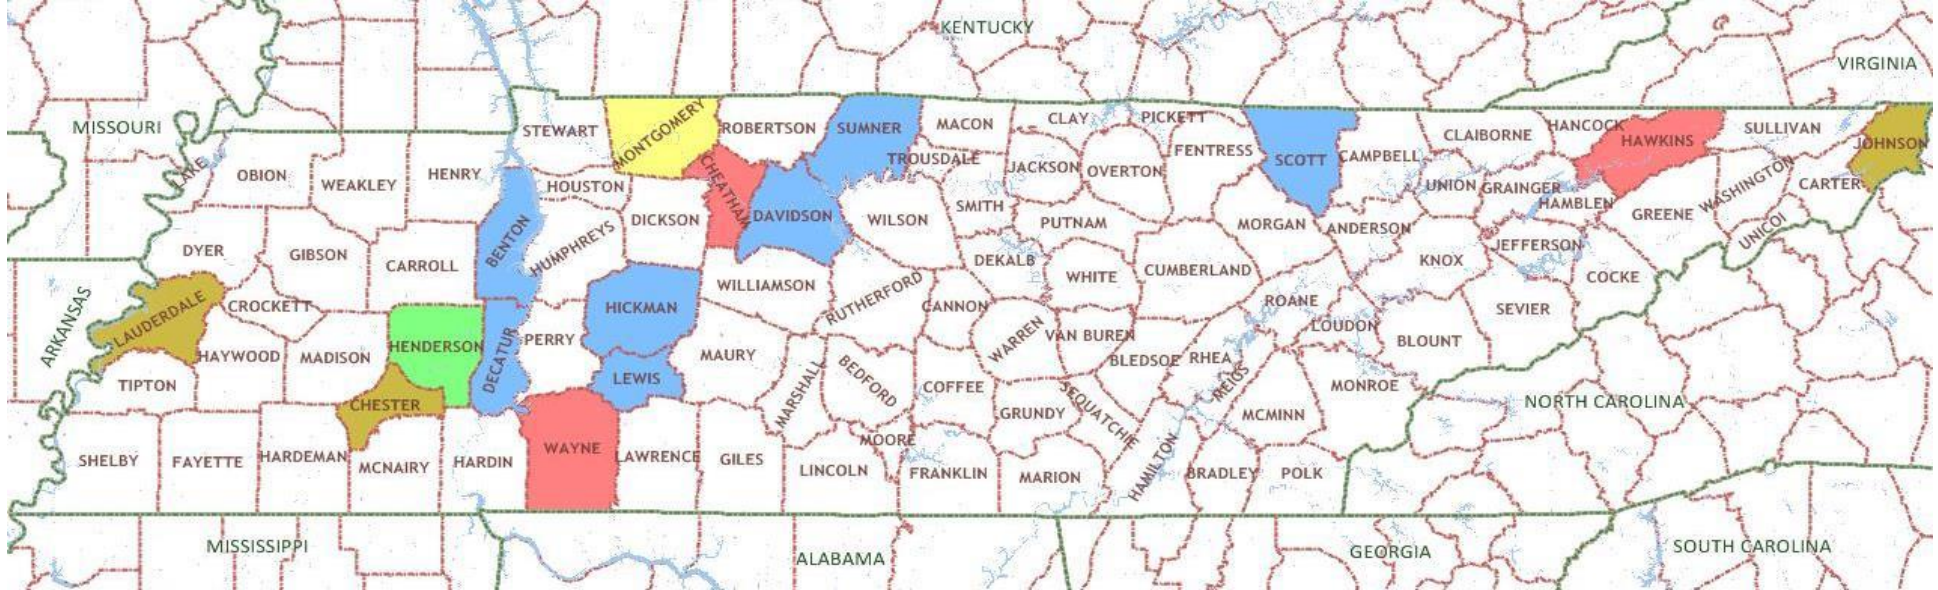 KENTUCKY
VIRGINIA
MISSOURI
STEWART
MONTGOMERY
ROBERTSON
SUMNER
MACON
CLAY
PICKETT
CLAIBORNE
HANCOCK
HAWKINS
SULLIVAN
JOHNSON
LAKE
OBION
WEAKLEY
HENRY
HOUSTON
CHEATHAM
TROUSDALE
JACKSON
OVERTON
FENTRESS
SCOTT
CAMPBELL
UNION
GRAINGER
HAMBLEN
GREENE
WASHINGTON
CARTER
UNICOI
DYER
GIBSON
CARROLL
BENTON
HUMPHREYS
DICKSON
DAVIDSON
WILSON
SMITH
PUTNAM
MORGAN
ANDERSON
KNOX
JEFFERSON
COCKE
ARKANSAS
LAUDERDALE
CROCKETT
HAYWOOD
MADISON
HENDERSON
DECATUR
PERRY
HICKMAN
WILLIAMSON
RUTHERFORD
CANNON
DEKALB
WHITE
CUMBERLAND
ROANE
LOUDON
BLOUNT
SEVIER
TIPTON
CHESTER
LEWIS
MAURY
MARSHALL
BEDFORD
COFFEE
WARREN
VAN BUREN
BLEDSOE
RHEA
MEIGS
MONROE
NORTH CAROLINA
SHELBY
FAYETTE
HARDEMAN
MCNAIRY
HARDIN
WAYNE
LAWRENCE
GILES
LINCOLN
MOORE
FRANKLIN
GRUNDY
SEQUATCHIE
MARION
HAMILTON
BRADLEY
MCMINN
POLK
MISSISSIPPI
ALABAMA
GEORGIA
SOUTH CAROLINA